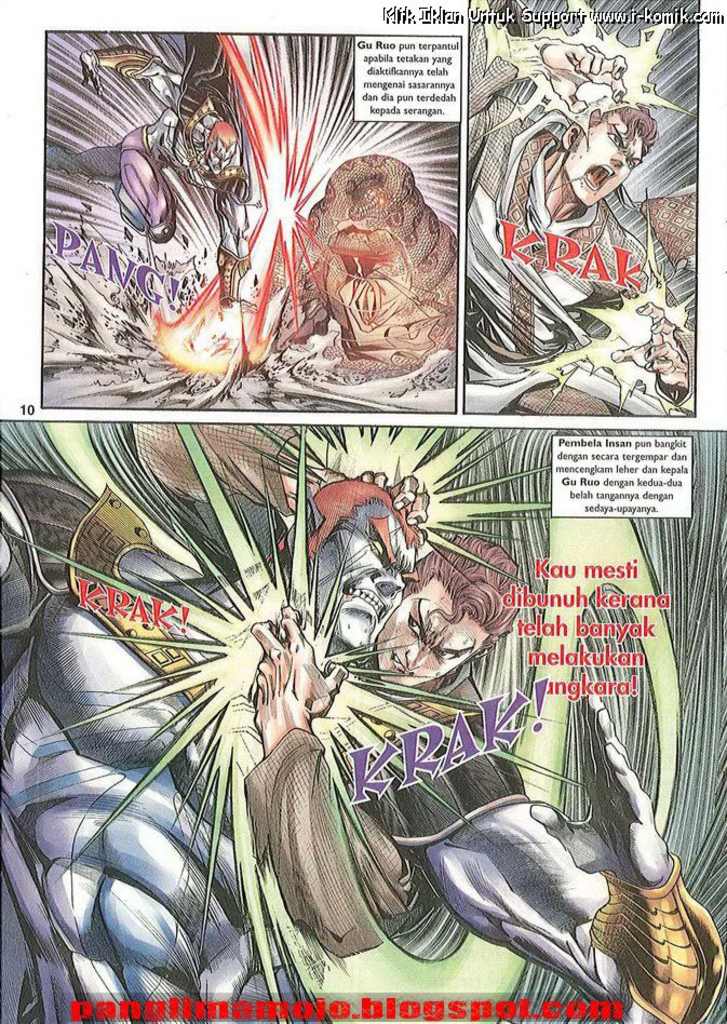 Klik Iklan Untuk Support www.i-komik.com
Gu Ruo pun terpantul
apabila tetakan yang
diaktifkannya telah
mengenai sasarannya
dan dia pun terdedah
kepada serangan.
PANG!
KRAK
10
Pembela Insan pun bangkit
dengan secara tergempar dan
mencengkam leher dan kepala
Gu Ruo dengan kedua-dua
belah tangannya dengan
sedaya-upayanya.
KRAK!
Kau mesti
dibunuh kerana
telah banyak
melakukan
angkara!
KRAK!
panglimamojo.blogspot.com